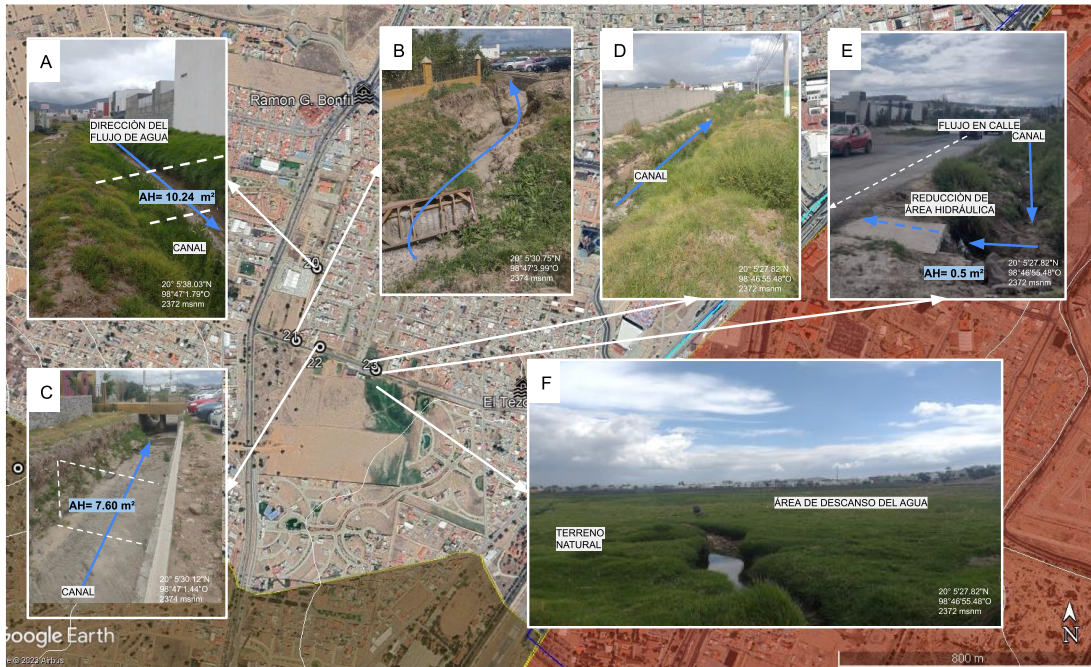 A
DIRECCIÓN DEL
FLUJO DE AGUA
AH= 10.24 m²
CANAL
20° 5'38.03"N
98°47'1.79"O
2372 msnm
B
20° 5'30.75"N
98°47'3.99"O
2374 msnm
D
CANAL
20° 5'27.82"N
98°46'55.48"O
2372 msnm
E
FLUJO EN CALLE
CANAL
REDUCCIÓN DE
ÁREA HIDRÁULICA
AH= 0.5 m²
20° 5'27.82"N
98°46'55.48"O
2372 msnm
Ramon G. Bonfil
20
21
22
23
El Tezo
C
AH= 7.60 m²
CANAL
20° 5'30.12"N
98°47'1.44"O
2374 msnm
F
ÁREA DE DESCANSO DEL AGUA
TERRENO
NATURAL
20° 5'27.82"N
98°46'55.48"O
2372 msnm
Google Earth
© 2023 Airbus
N
800 m